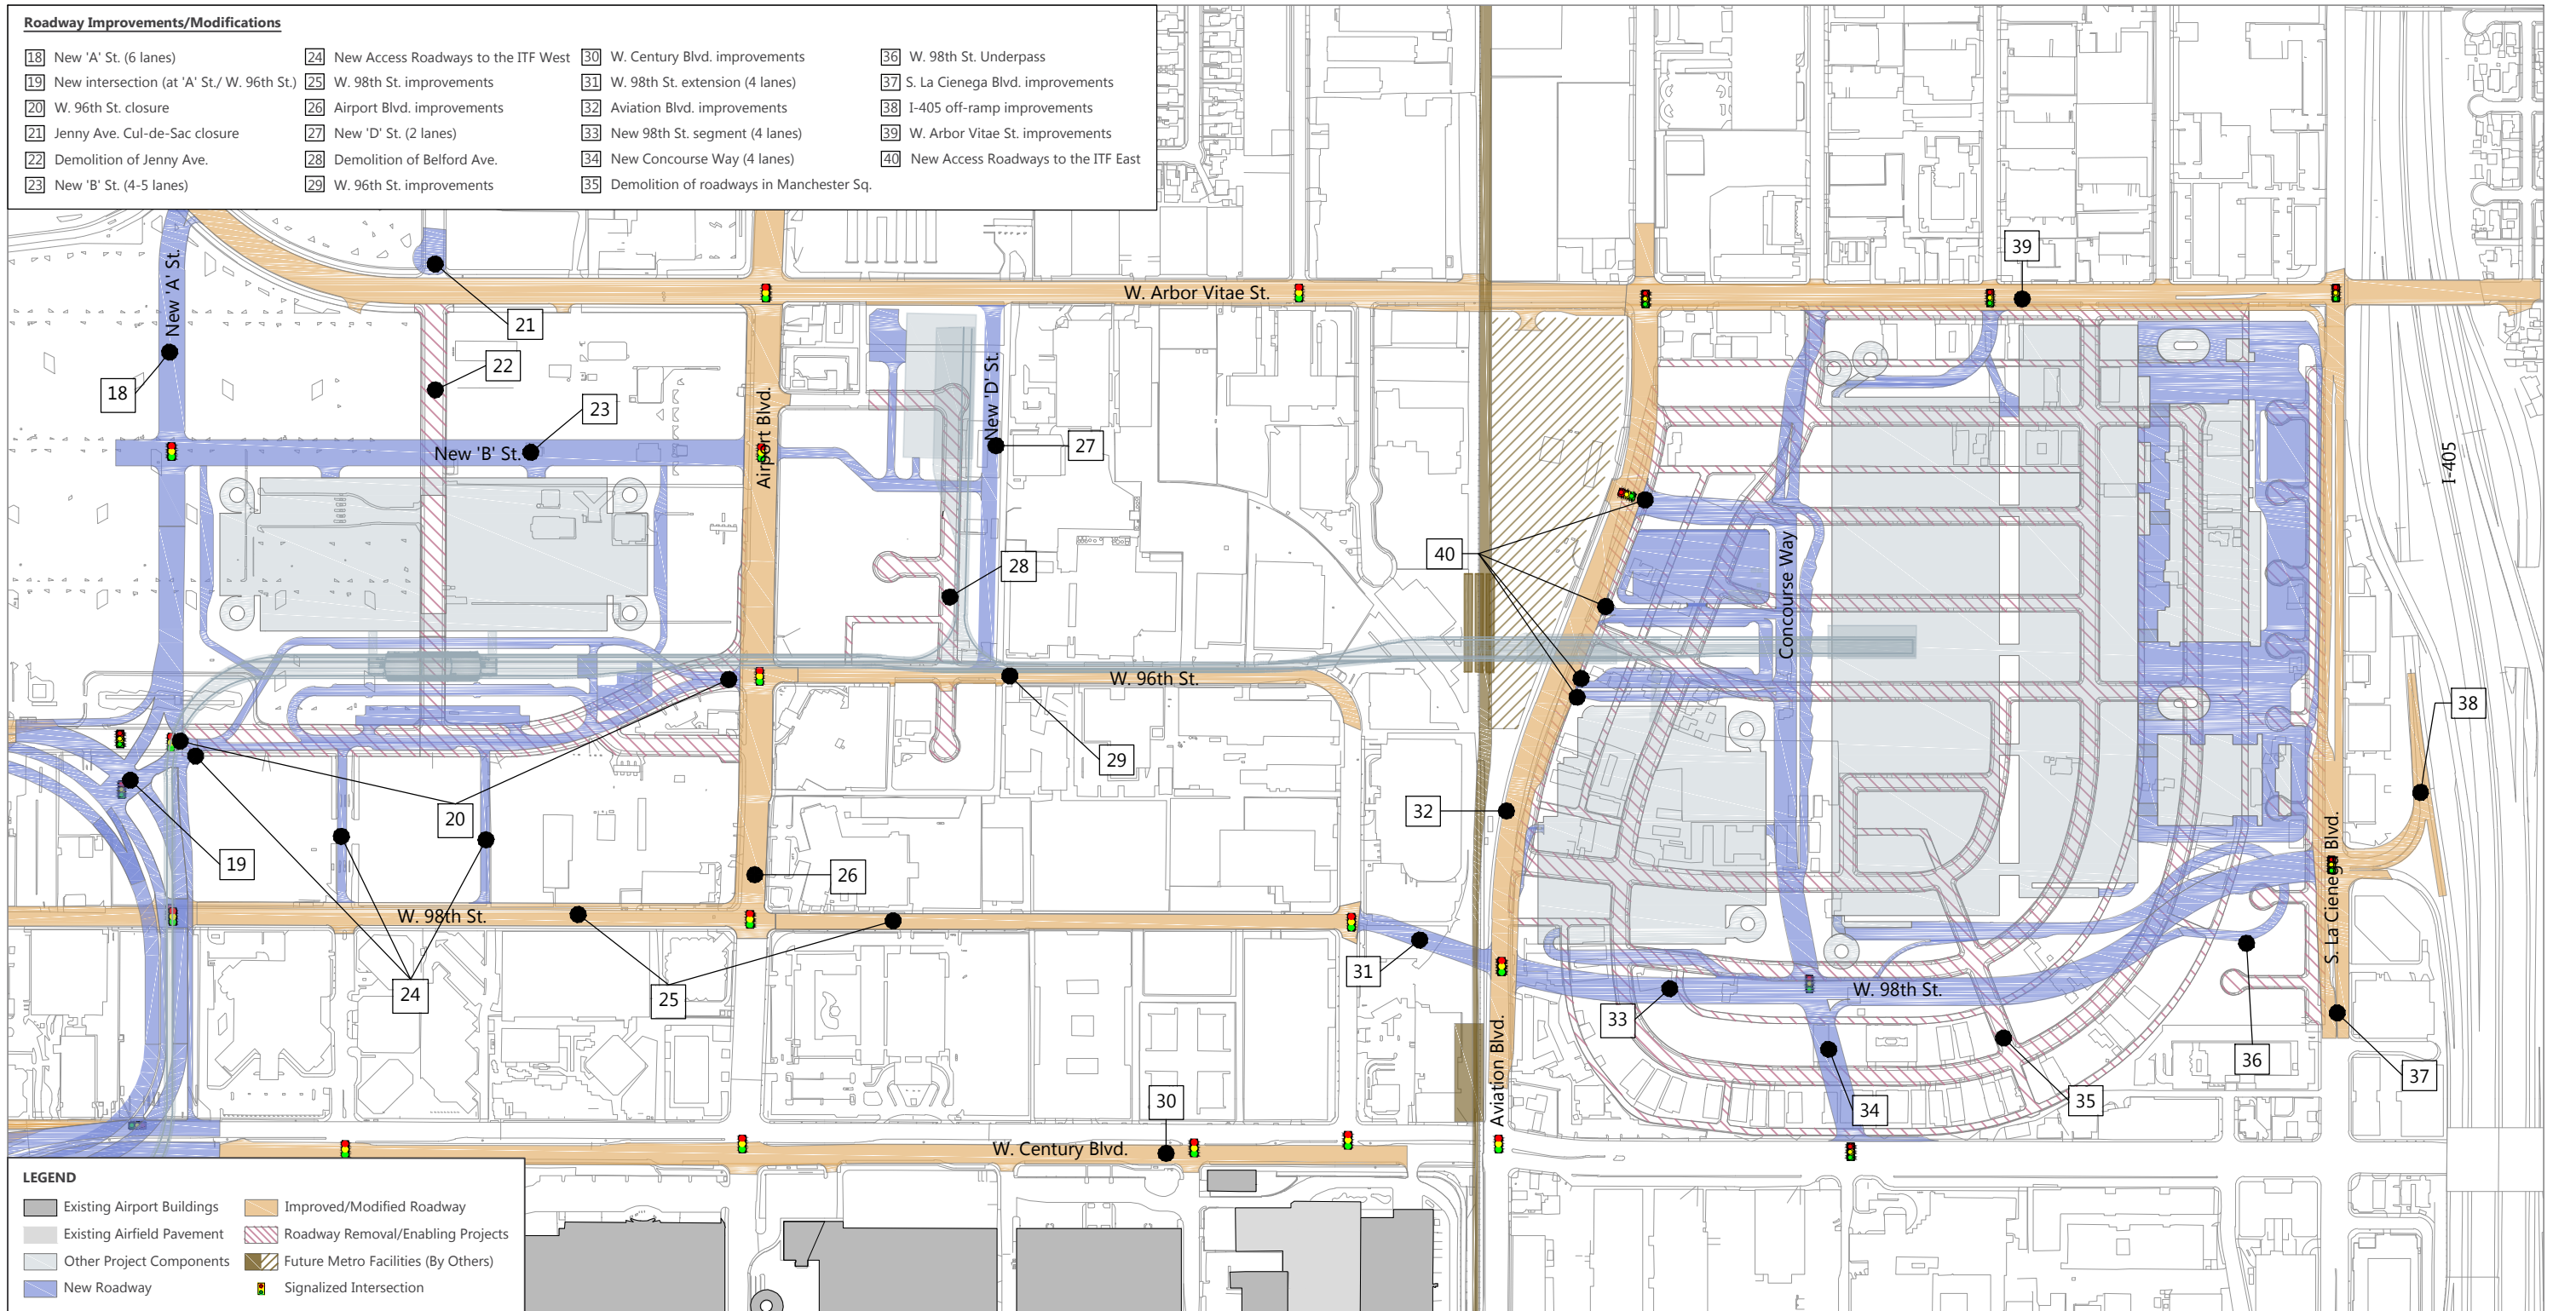 Roadway Improvements/Modifications
18 New 'A' St. (6 lanes)
19 New intersection (at 'A' St./ W. 96th St.)
20 W. 96th St. closure
21 Jenny Ave. Cul-de-Sac closure
22 Demolition of Jenny Ave.
23 New 'B' St. (4-5 lanes)
24 New Access Roadways to the ITF West
25 W. 98th St. improvements
26 Airport Blvd. improvements
27 New 'D' St. (2 lanes)
28 Demolition of Belford Ave.
29 W. 96th St. improvements
30 W. Century Blvd. improvements
31 W. 98th St. extension (4 lanes)
32 Aviation Blvd. improvements
33 New 98th St. segment (4 lanes)
34 New Concourse Way (4 lanes)
35 Demolition of roadways in Manchester Sq.
36 W. 98th St. Underpass
37 S. La Cienega Blvd. improvements
38 I-405 off-ramp improvements
39 W. Arbor Vitae St. improvements
40 New Access Roadways to the ITF East
39
New 'A' St.
W. Arbor Vitae St.
21
22
18
23
New 'B' St.
Airport Blvd.
New 'D' St.
27
I-405
28
40
Concourse Way
W. 96th St.
38
29
20
32
19
26
W. 98th St.
S. La Cienega Blvd.
24
25
31
33
W. 98th St.
36
37
Aviation Blvd.
30
34
35
W. Century Blvd.
LEGEND
Existing Airport Buildings
Existing Airfield Pavement
Other Project Components
New Roadway
Improved/Modified Roadway
Roadway Removal/Enabling Projects
Future Metro Facilities (By Others)
Signalized Intersection